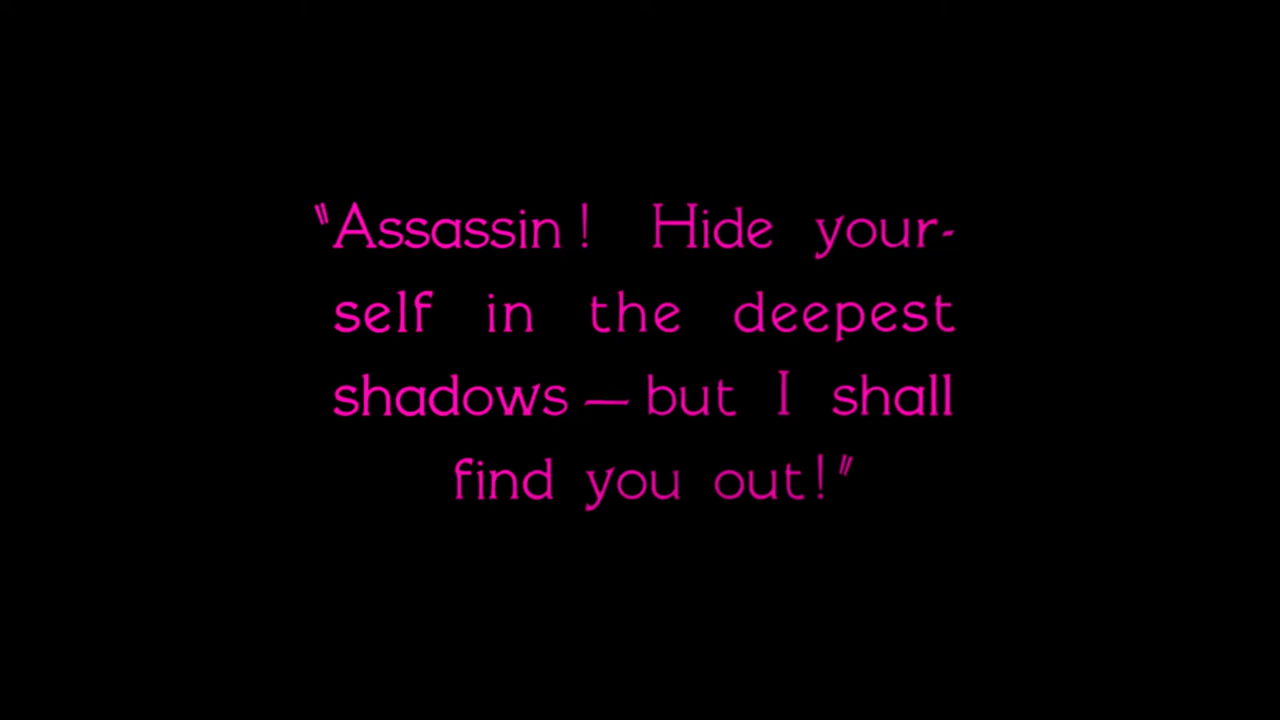 "Assassin! Hide your-
self in the deepest
shadows — but I shall
find you out!"